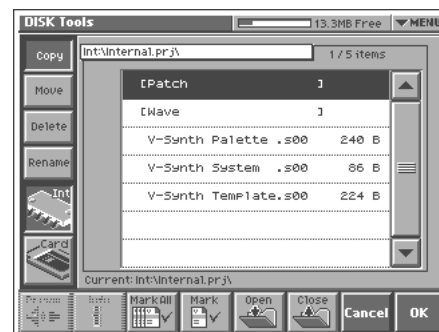 DISK Tools 13.3MB Free ▼MENU
Copy
Int:\Internal.prj\ 1/5 items
Move
[Patch ]
Delete
[Wave ]
Rename
V-Synth Palette .s00 240 B
V-Synth System .s00 86 B
Int
V-Synth Template.s00 224 B
Card
Current:Int:\Internal.prj\
MarkAll Mark Open Close Cancel OK